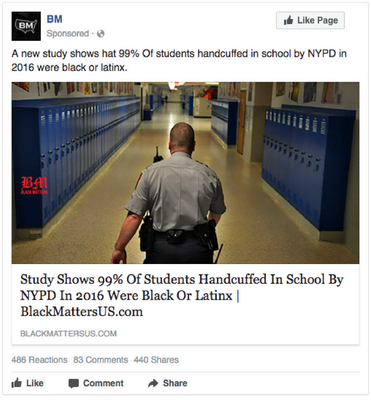 BM
BM
Sponsored ·
Like Page
A new study shows hat 99% Of students handcuffed in school by NYPD in
2016 were black or latinx.
BM
BLACK MATTERS
Study Shows 99% Of Students Handcuffed In School By
NYPD In 2016 Were Black Or Latinx |
BlackMattersUS.com
BLACKMATTERSUS.COM
486 Reactions 83 Comments 440 Shares
Like Comment Share